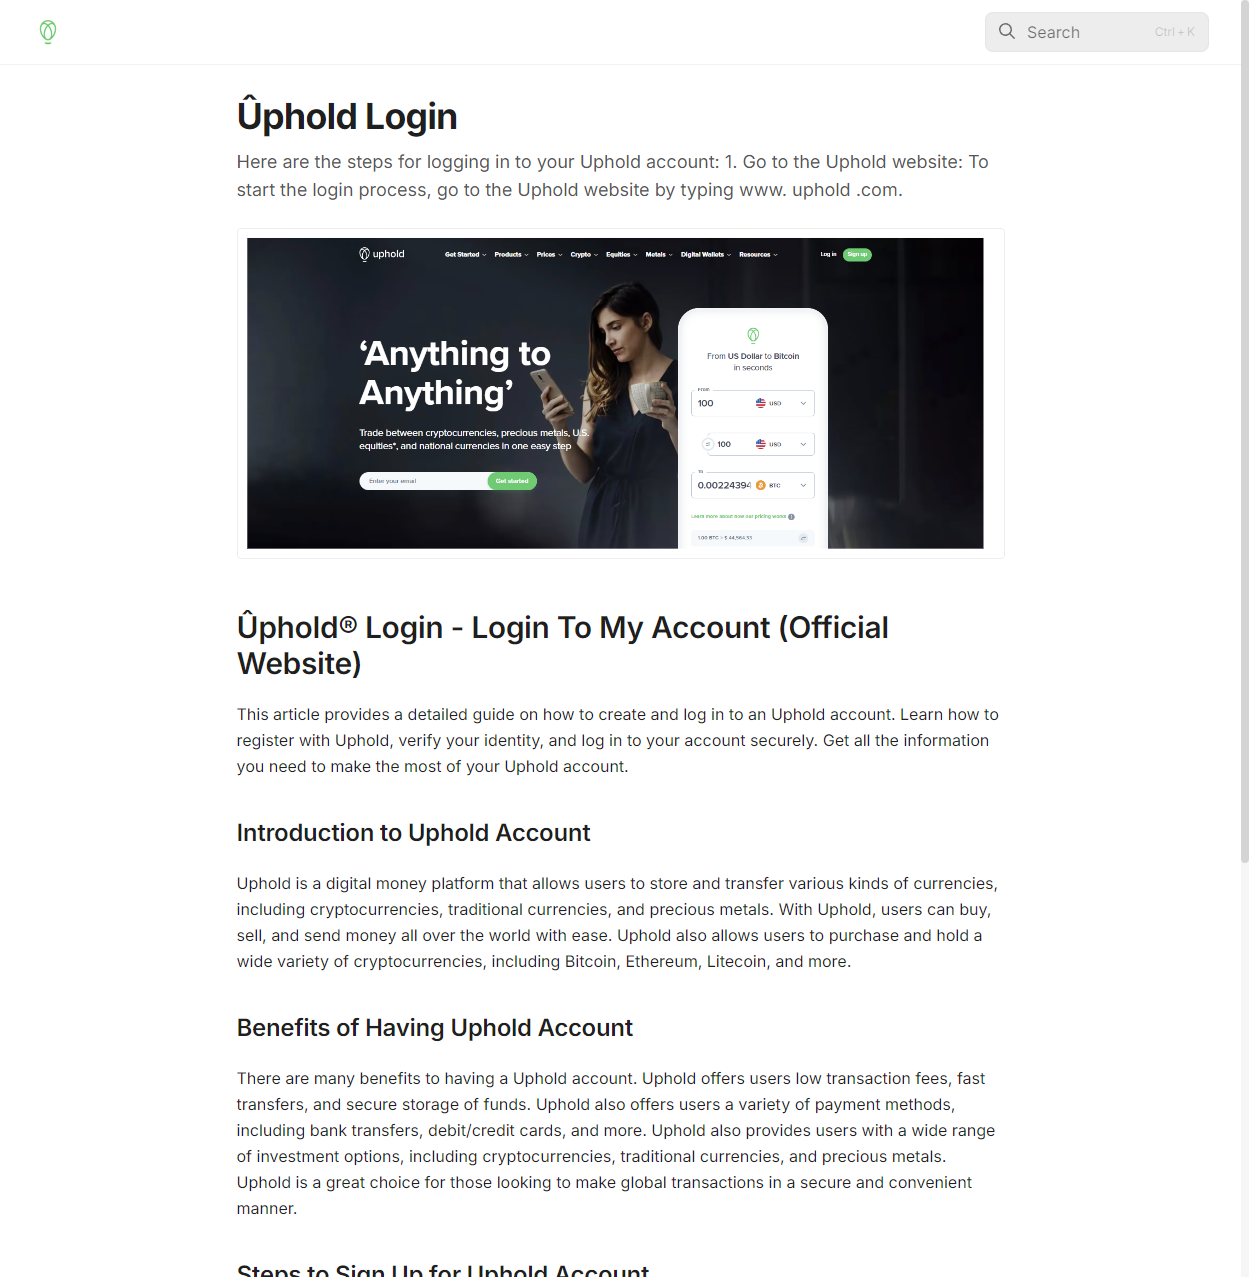 Search
Ctrl + K
Ûphold Login
Here are the steps for logging in to your Uphold account: 1. Go to the Uphold website: To
start the login process, go to the Uphold website by typing www. uphold .com.
uphold
Get Started
Products
Prices
Crypto
Equities
Metals
Digital Wallets
Resources
Log in
Sign up
‘Anything to
Anything’
Trade between cryptocurrencies, precious metals, U.S.
equities*, and national currencies in one easy step
Enter your email
Get started
From US Dollar to Bitcoin
in seconds
From
100
USD
100
USD
To
0.00224394
BTC
Learn more about how our pricing works
1.00 BTC = $ 44,564.33
Ûphold® Login - Login To My Account (Official
Website)
This article provides a detailed guide on how to create and log in to an Uphold account. Learn how to
register with Uphold, verify your identity, and log in to your account securely. Get all the information
you need to make the most of your Uphold account.
Introduction to Uphold Account
Uphold is a digital money platform that allows users to store and transfer various kinds of currencies,
including cryptocurrencies, traditional currencies, and precious metals. With Uphold, users can buy,
sell, and send money all over the world with ease. Uphold also allows users to purchase and hold a
wide variety of cryptocurrencies, including Bitcoin, Ethereum, Litecoin, and more.
Benefits of Having Uphold Account
There are many benefits to having a Uphold account. Uphold offers users low transaction fees, fast
transfers, and secure storage of funds. Uphold also offers users a variety of payment methods,
including bank transfers, debit/credit cards, and more. Uphold also provides users with a wide range
of investment options, including cryptocurrencies, traditional currencies, and precious metals.
Uphold is a great choice for those looking to make global transactions in a secure and convenient
manner.
Steps to Sign Up for Uphold Account